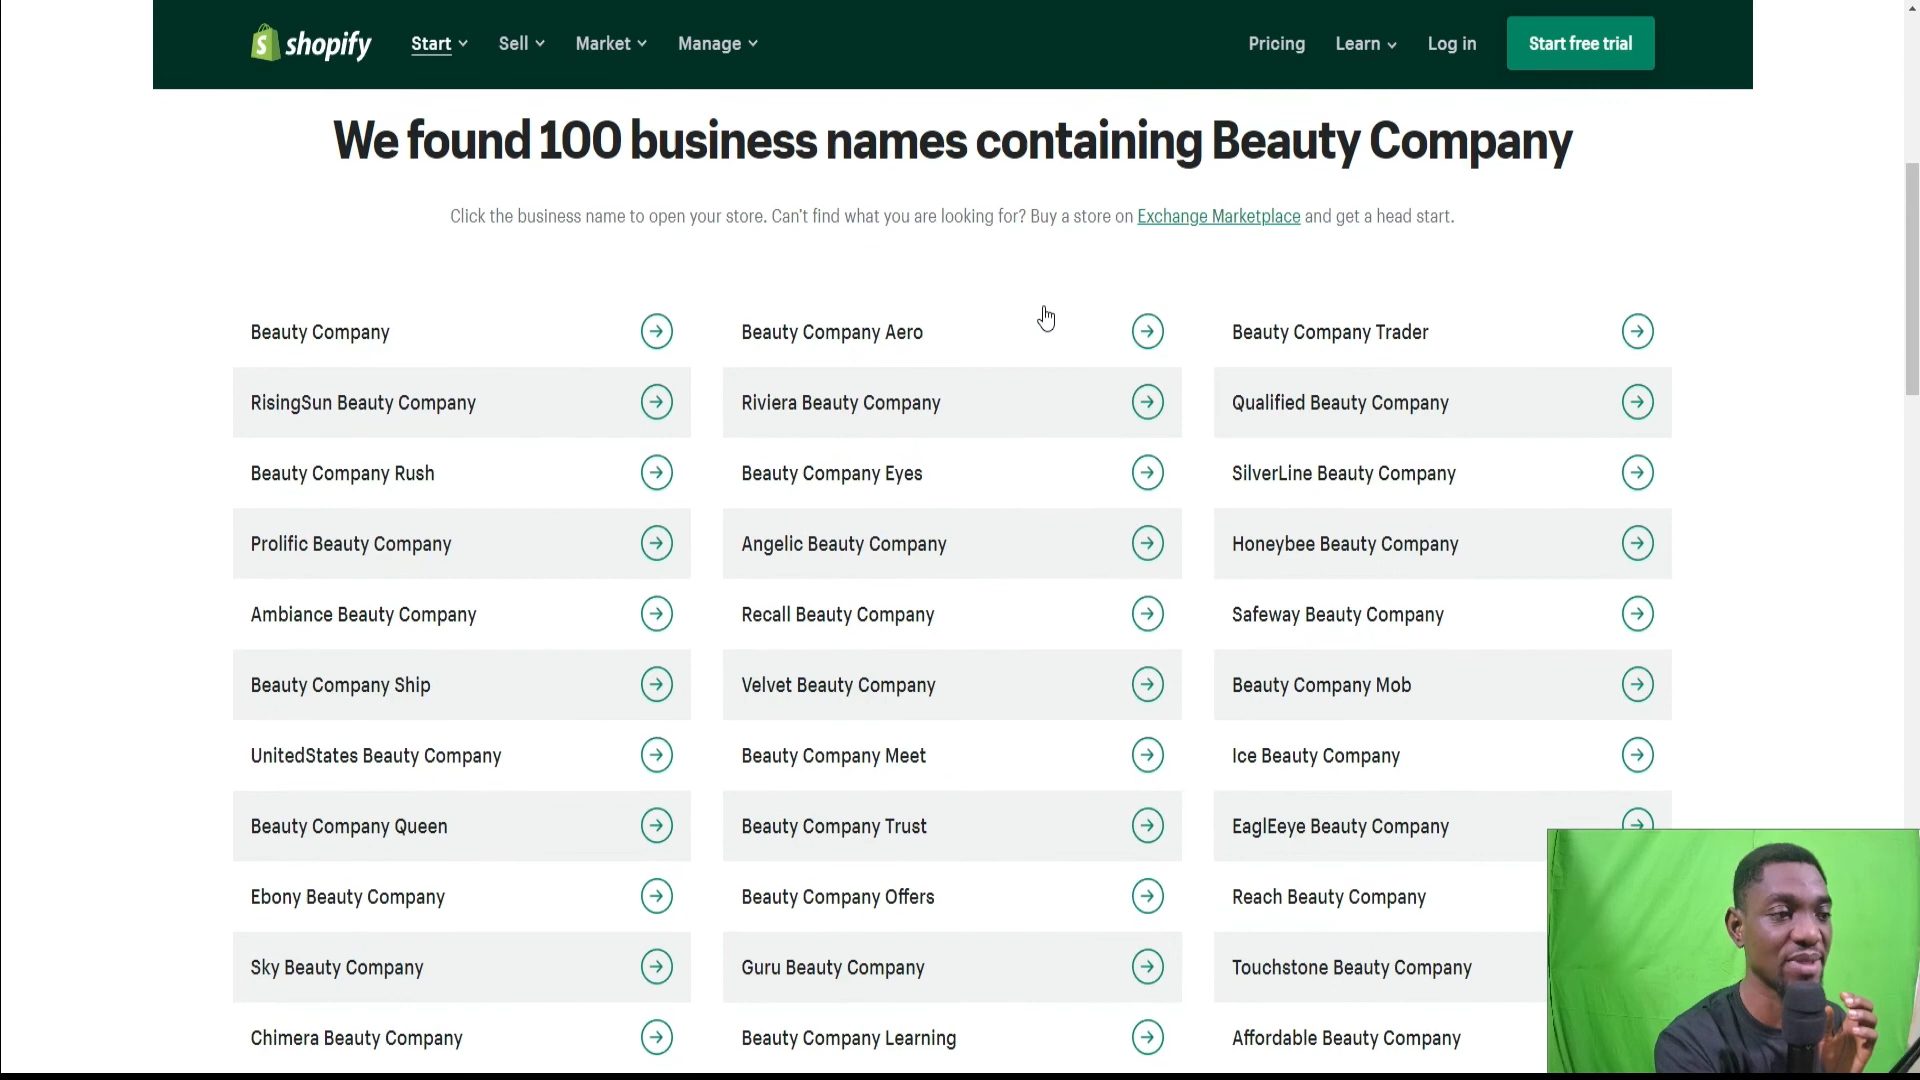 shopify Start Sell Market Manage Pricing Learn Log in Start free trial
We found 100 business names containing Beauty Company
Click the business name to open your store. Can't find what you are looking for? Buy a store on Exchange Marketplace and get a head start.
Beauty Company Beauty Company Aero Beauty Company Trader
RisingSun Beauty Company Riviera Beauty Company Qualified Beauty Company
Beauty Company Rush Beauty Company Eyes SilverLine Beauty Company
Prolific Beauty Company Angelic Beauty Company Honeybee Beauty Company
Ambiance Beauty Company Recall Beauty Company Safeway Beauty Company
Beauty Company Ship Velvet Beauty Company Beauty Company Mob
UnitedStates Beauty Company Beauty Company Meet Ice Beauty Company
Beauty Company Queen Beauty Company Trust EaglEeye Beauty Company
Ebony Beauty Company Beauty Company Offers Reach Beauty Company
Sky Beauty Company Guru Beauty Company Touchstone Beauty Company
Chimera Beauty Company Beauty Company Learning Affordable Beauty Company